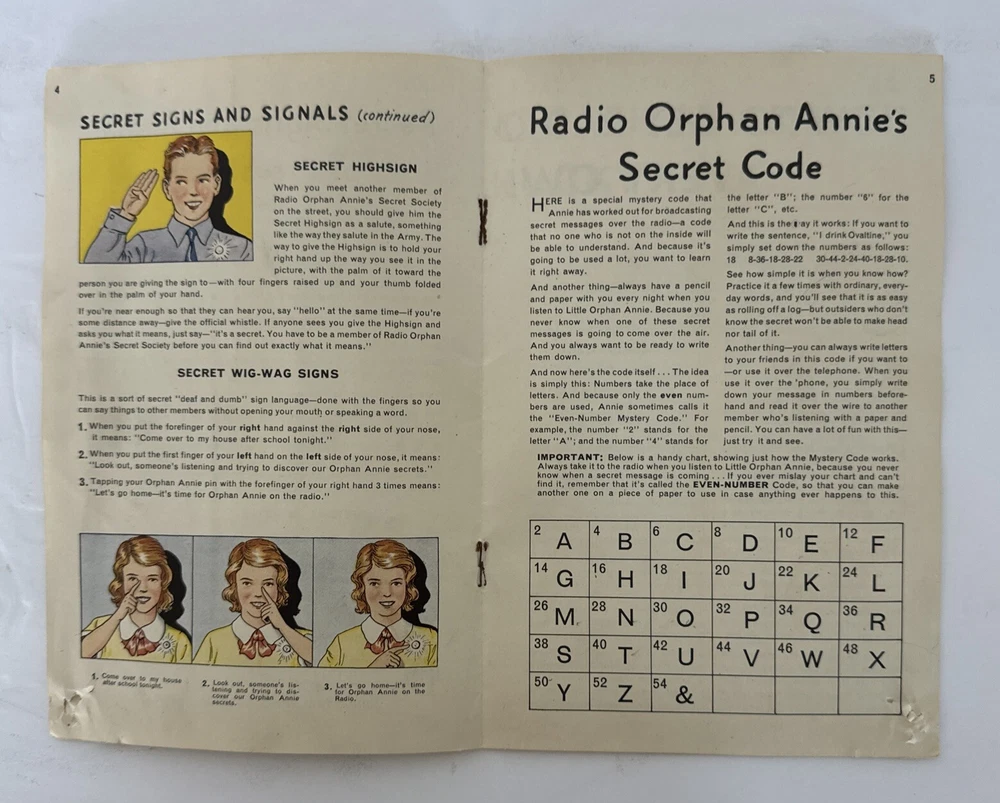 4
SECRET SIGNS AND SIGNALS (continued)
SECRET HIGHSIGN
When you meet another member of
Radio Orphan Annie's Secret Society
on the street, you should give him the
Secret Highsign as a salute, something
like the way they salute in the Army. The
way to give the Highsign is to hold your
right hand up the way you see it in the
picture, with the palm of it toward the
person you are giving the sign to—with four fingers raised up and your thumb folded
over in the palm of your hand.
If you're near enough so that they can hear you, say "hello" at the same time—if you're
some distance away—give the official whistle. If anyone sees you give the Highsign and
asks you what it means, just say—"it's a secret. You have to be a member of Radio Orphan
Annie's Secret Society before you can find out exactly what it means."
SECRET WIG-WAG SIGNS
This is a sort of secret "deaf and dumb" sign language—done with the fingers so you
can say things to other members without opening your mouth or speaking a word.
1. When you put the forefinger of your right hand against the right side of your nose,
it means: "Come over to my house after school tonight."
2. When you put the first finger of your left hand on the left side of your nose, it means:
"Look out, someone's listening and trying to discover our Orphan Annie secrets."
3. Tapping your Orphan Annie pin with the forefinger of your right hand 3 times means:
"Let's go home—it's time for Orphan Annie on the radio."
1. Come over to my house
after school tonight.
2. Look out, someone's lis-
tening and trying to dis-
cover our Orphan Annie
secrets.
3. Let's go home—it's time
for Orphan Annie on the
Radio.
5
Radio Orphan Annie's
Secret Code
HERE is a special mystery code that
Annie has worked out for broadcasting
secret messages over the radio—a code
that no one who is not on the inside will
be able to understand. And because it's
going to be used a lot, you want to learn
it right away.
And another thing—always have a pencil
and paper with you every night when you
listen to Little Orphan Annie. Because you
never know when one of these secret
messages is going to come over the air.
And you always want to be ready to write
them down.
And now here's the code itself . . . The idea
is simply this: Numbers take the place of
letters. And because only the even num-
bers are used, Annie sometimes calls it
the "Even-Number Mystery Code." For
example, the number "2" stands for the
letter "A"; and the number "4" stands for
the letter "B"; the number "6" for the
letter "C", etc.
And this is the way it works: If you want to
write the sentence, "I drink Ovaltine," you
simply set down the numbers as follows:
18 8-36-18-28-22 30-44-2-24-40-18-28-10.
See how simple it is when you know how?
Practice it a few times with ordinary, every-
day words, and you'll see that it is as easy
as rolling off a log—but outsiders who don't
know the secret won't be able to make head
nor tail of it.
Another thing—you can always write letters
to your friends in this code if you want to
—or use it over the telephone. When you
use it over the 'phone, you simply write
down your message in numbers before-
hand and read it over the wire to another
member who's listening with a paper and
pencil. You can have a lot of fun with this—
just try it and see.
IMPORTANT: Below is a handy chart, showing just how the Mystery Code works.
Always take it to the radio when you listen to Little Orphan Annie, because you never
know when a secret message is coming . . . If you ever mislay your chart and can't
find it, remember that it's called the EVEN-NUMBER Code, so that you can make
another one on a piece of paper to use in case anything ever happens to this.
2 A 4 B 6 C 8 D 10 E 12 F
14 G 16 H 18 I 20 J 22 K 24 L
26 M 28 N 30 O 32 P 34 Q 36 R
38 S 40 T 42 U 44 V 46 W 48 X
50 Y 52 Z 54 &